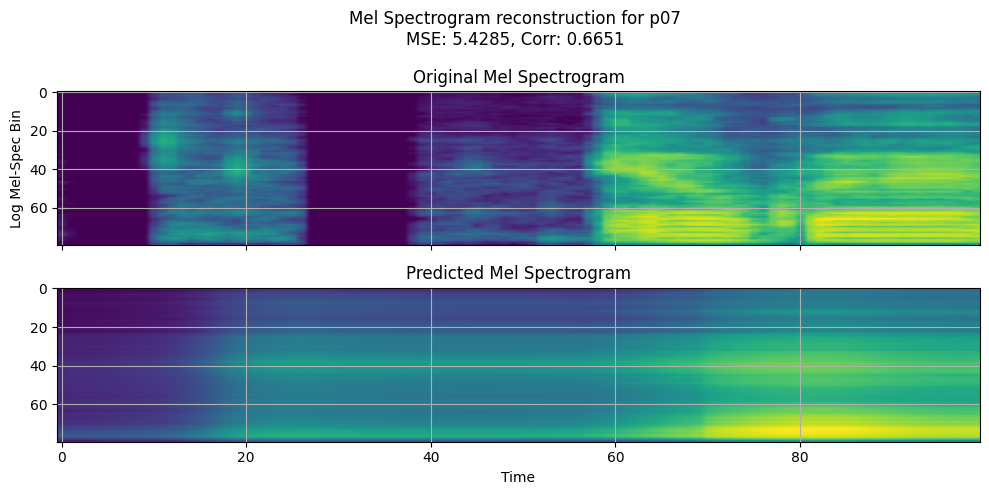 Mel Spectrogram reconstruction for p07
MSE: 5.4285, Corr: 0.6651
Original Mel Spectrogram
0
20
40
60
Log Mel-Spec Bin
Predicted Mel Spectrogram
0
20
40
60
0 20 40 60 80
Time